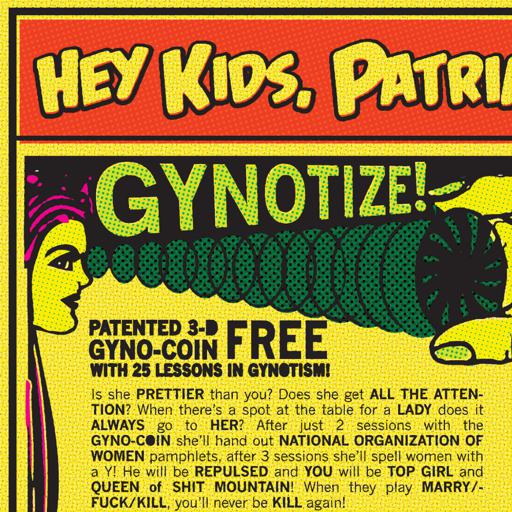 HEY KIDS, PATRIA
GYNOTIZE!
PATENTED 3-D
GYNO-COIN FREE
WITH 25 LESSONS IN GYNOTISM!
Is she PRETTIER than you? Does she get ALL THE ATTEN-
TION? When there's a spot at the table for a LADY does it
ALWAYS go to HER? After just 2 sessions with the
GYNO-COIN she'll hand out NATIONAL ORGANIZATION OF
WOMEN pamphlets, after 3 sessions she'll spell women with
a Y! He will be REPULSED and YOU will be TOP GIRL and
QUEEN of SHIT MOUNTAIN! When they play MARRY/-
FUCK/KILL, you'll never be KILL again!